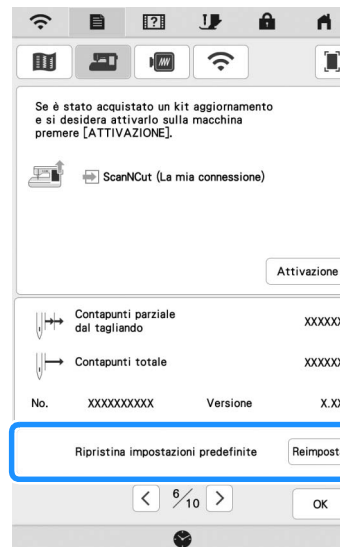 Se è stato acquistato un kit aggiornamento
e si desidera attivarlo sulla macchina
premere [ATTIVAZIONE].
ScanNCut (La mia connessione)
Attivazione
Contapunti parziale
dal tagliando XXXXXX
Contapunti totale XXXXXX
No. XXXXXXXXXX Versione X.XX
Ripristina impostazioni predefinite
6/10 OK